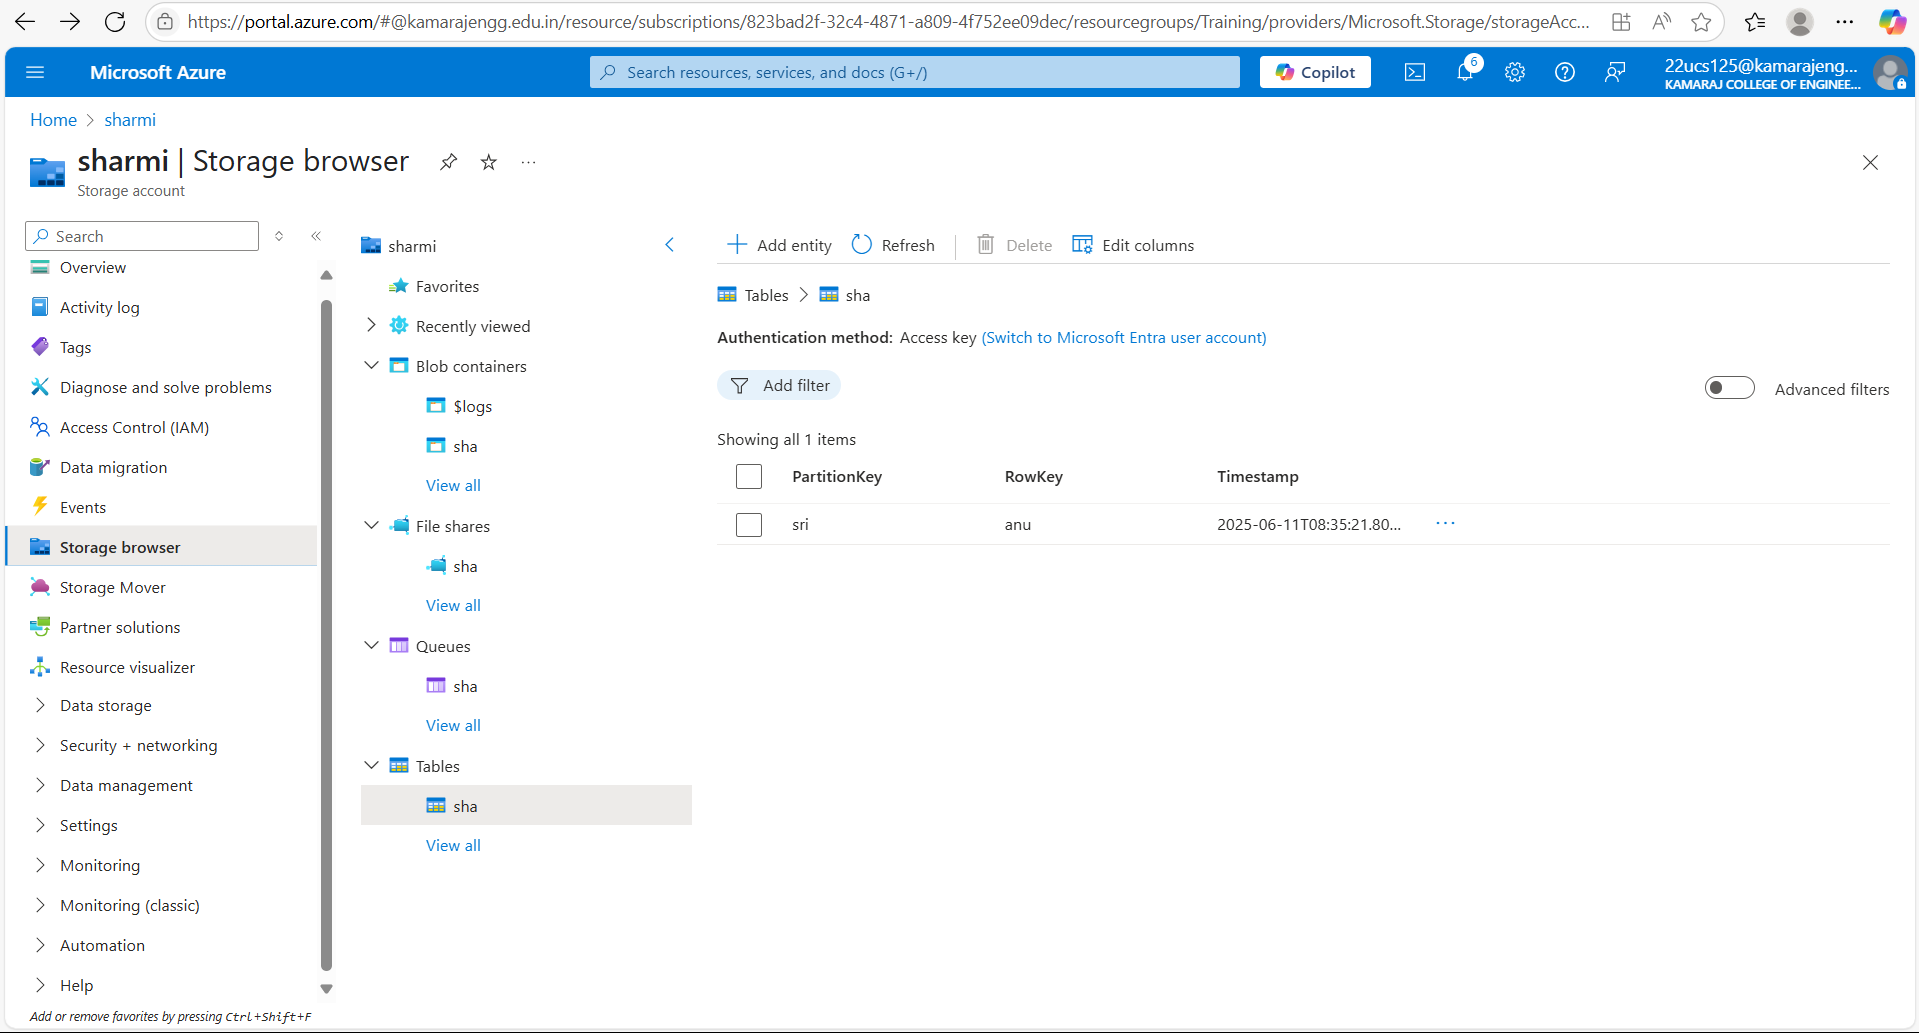 https://portal.azure.com/#@kamarajengg.edu.in/resource/subscriptions/823bad2f-32c4-4871-a809-4f752ee09dec/resourcegroups/Training/providers/Microsoft.Storage/storageAcc...
Microsoft Azure
Search resources, services, and docs (G+/)
Copilot
6
22ucs125@kamarajeng...
KAMARAJ COLLEGE OF ENGINEE...
Home > sharmi
sharmi | Storage browser
Storage account
Search
Overview
Activity log
Tags
Diagnose and solve problems
Access Control (IAM)
Data migration
Events
Storage browser
Storage Mover
Partner solutions
Resource visualizer
Data storage
Security + networking
Data management
Settings
Monitoring
Monitoring (classic)
Automation
Help
Add or remove favorites by pressing Ctrl+Shift+F
sharmi
Favorites
Recently viewed
Blob containers
$logs
sha
View all
File shares
sha
View all
Queues
sha
View all
Tables
sha
View all
Add entity Refresh Delete Edit columns
Tables > sha
Authentication method: Access key (Switch to Microsoft Entra user account)
Add filter
Advanced filters
Showing all 1 items
PartitionKey RowKey Timestamp
sri anu 2025-06-11T08:35:21.80...